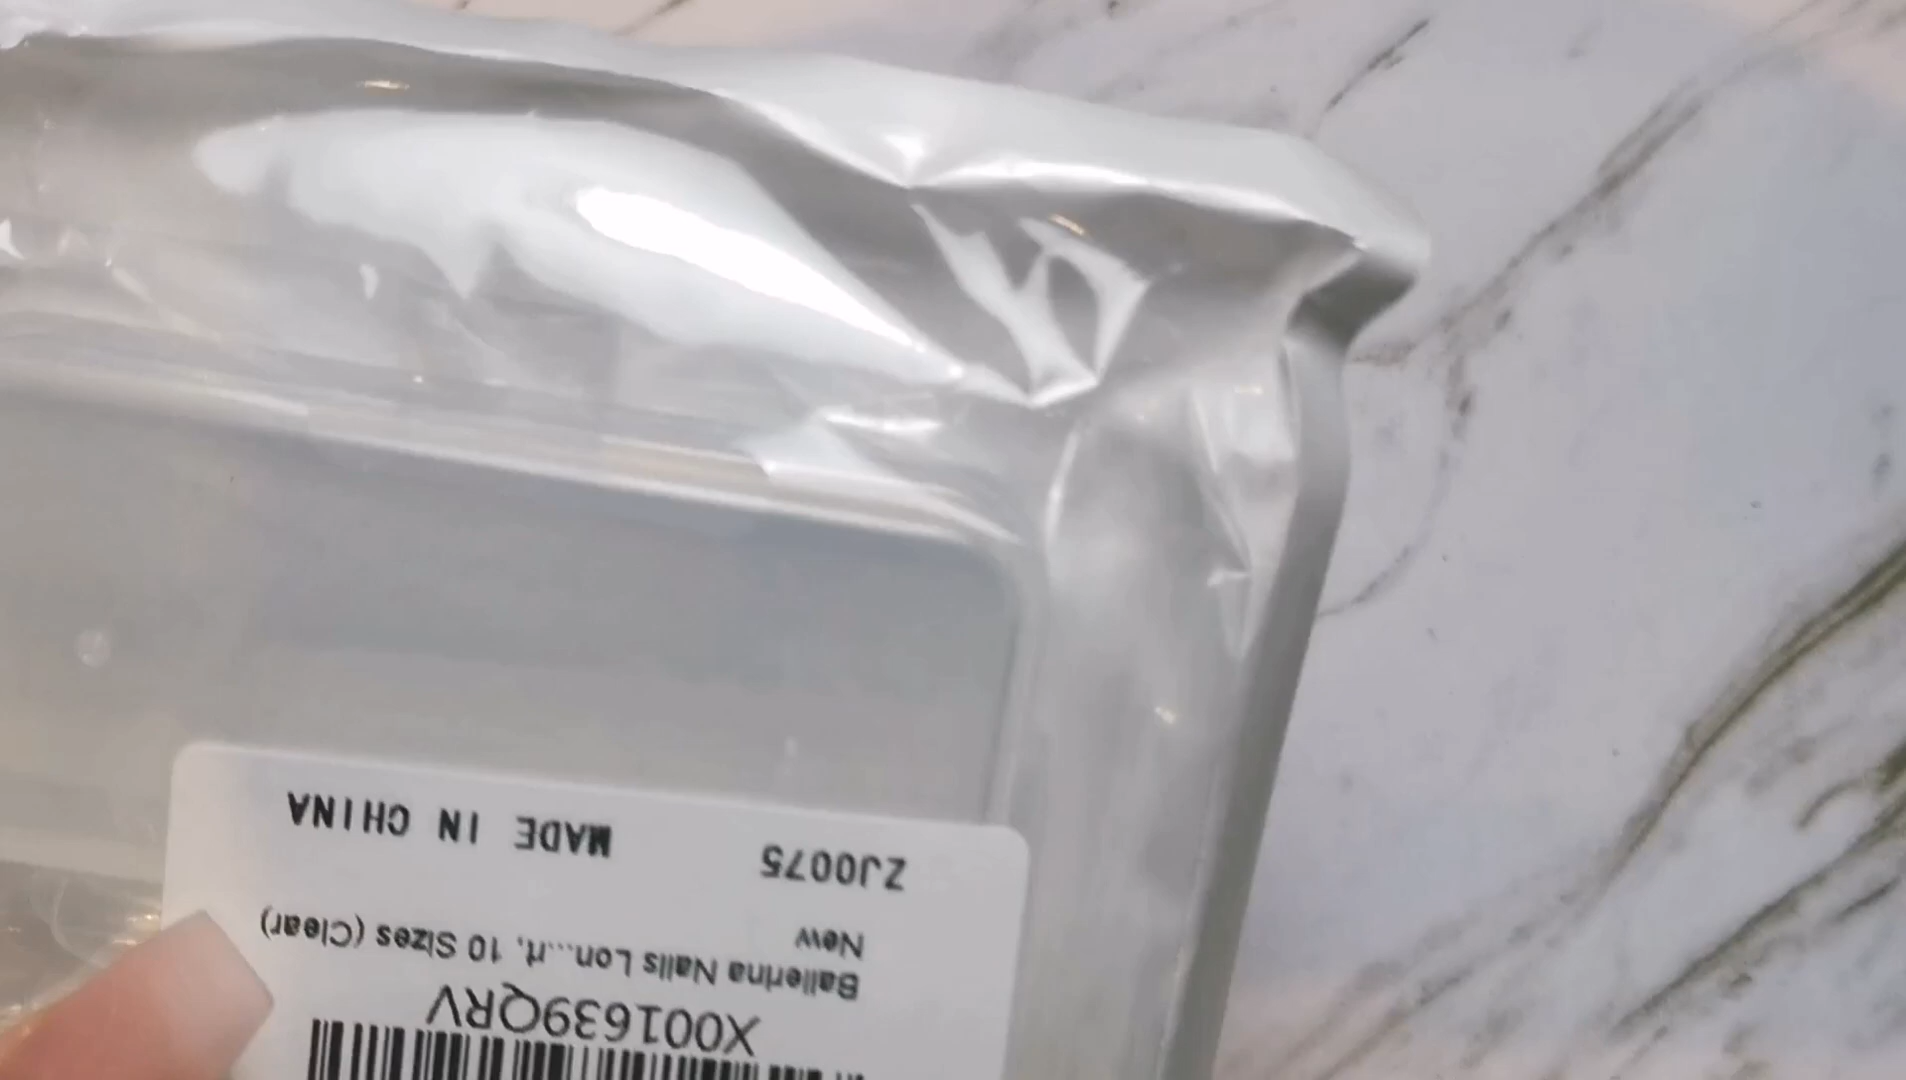 X001639QRV
Ballerina Nails Lon...rt, 10 Sizes (Clear)
New
ZJ0075 MADE IN CHINA